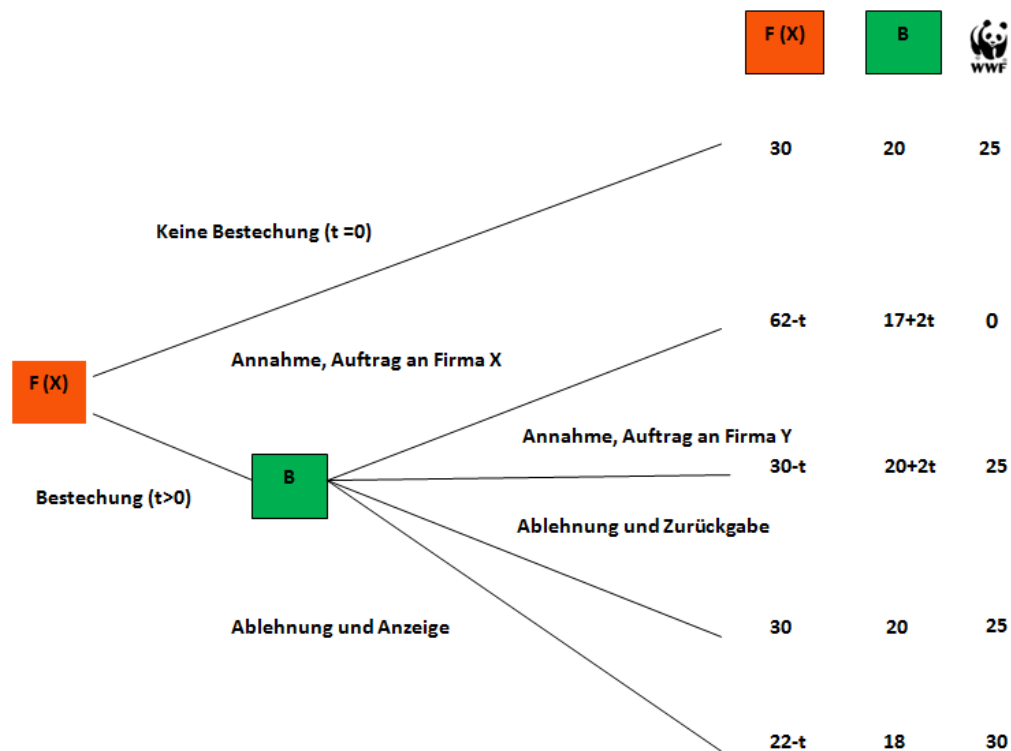 F (X) B WWF
30 20 25
Keine Bestechung (t =0)
62-t 17+2t 0
Annahme, Auftrag an Firma X
F (X)
Annahme, Auftrag an Firma Y
30-t 20+2t 25
B
Bestechung (t>0)
Ablehnung und Zurückgabe
Ablehnung und Anzeige
30 20 25
22-t 18 30